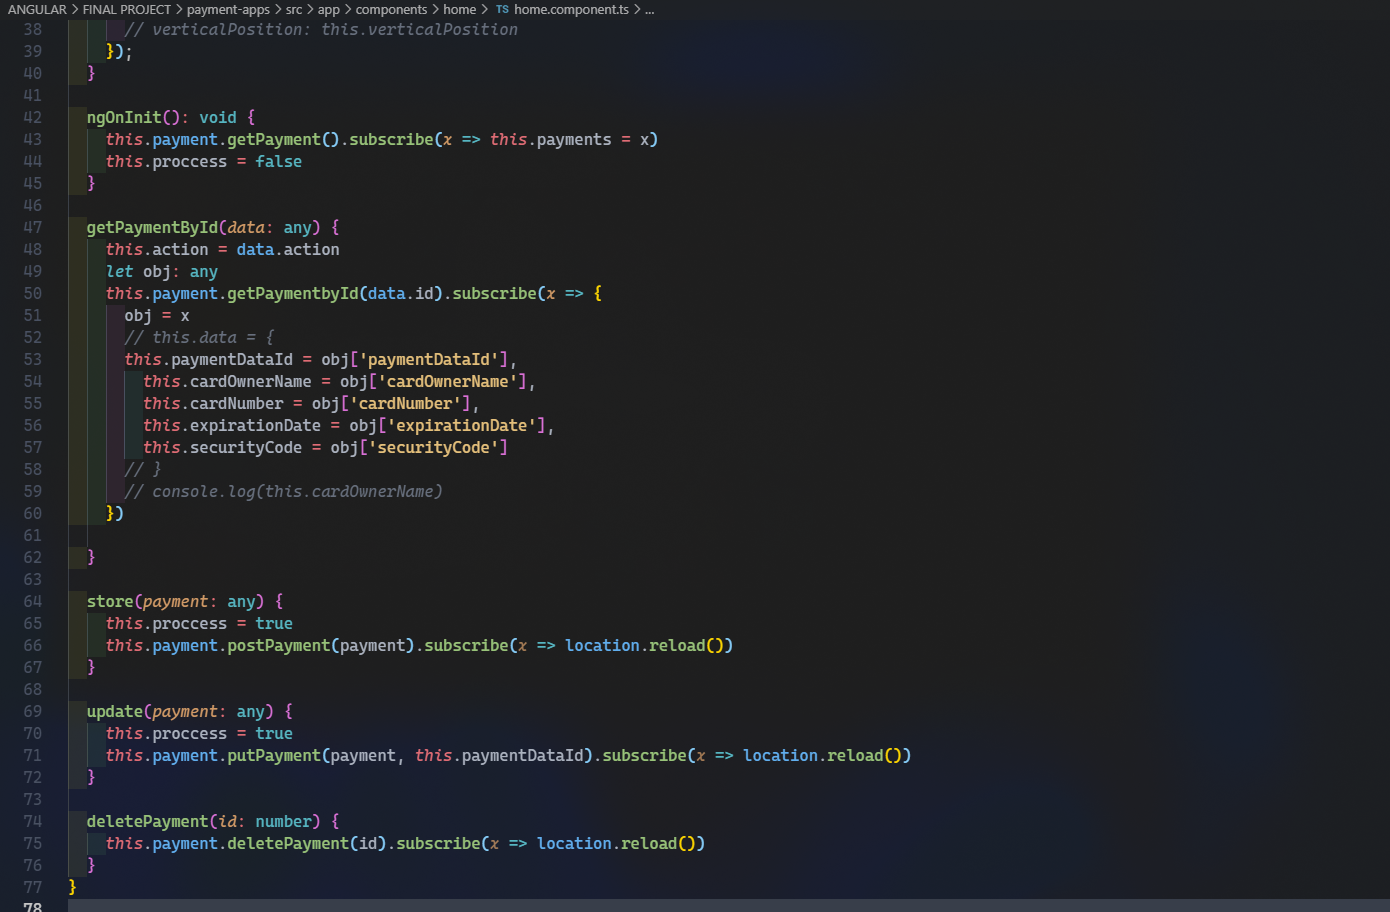 ANGULAR > FINAL PROJECT > payment-apps > src > app > components > home > TS home.component.ts > ...
38 // verticalPosition: this.verticalPosition
39 });
40 }
41
42 ngOnInit(): void {
43 this.payment.getPayment().subscribe(x => this.payments = x)
44 this.proccess = false
45 }
46
47 getPaymentById(data: any) {
48 this.action = data.action
49 let obj: any
50 this.payment.getPaymentbyId(data.id).subscribe(x => {
51 obj = x
52 // this.data = {
53 this.paymentDataId = obj['paymentDataId'],
54 this.cardOwnerName = obj['cardOwnerName'],
55 this.cardNumber = obj['cardNumber'],
56 this.expirationDate = obj['expirationDate'],
57 this.securityCode = obj['securityCode']
58 // }
59 // console.log(this.cardOwnerName)
60 })
61
62 }
63
64 store(payment: any) {
65 this.proccess = true
66 this.payment.postPayment(payment).subscribe(x => location.reload())
67 }
68
69 update(payment: any) {
70 this.proccess = true
71 this.payment.putPayment(payment, this.paymentDataId).subscribe(x => location.reload())
72 }
73
74 deletePayment(id: number) {
75 this.payment.deletePayment(id).subscribe(x => location.reload())
76 }
77 }
78